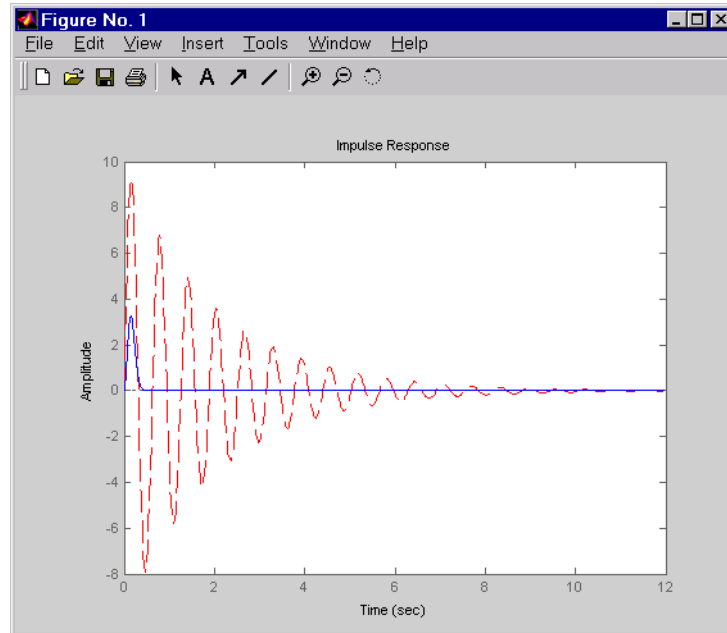 Figure No. 1
File Edit View Insert Tools Window Help
A
Impulse Response
10
8
6
4
2
0
-2
-4
-6
-8
Amplitude
0 2 4 6 8 10 12
Time (sec)